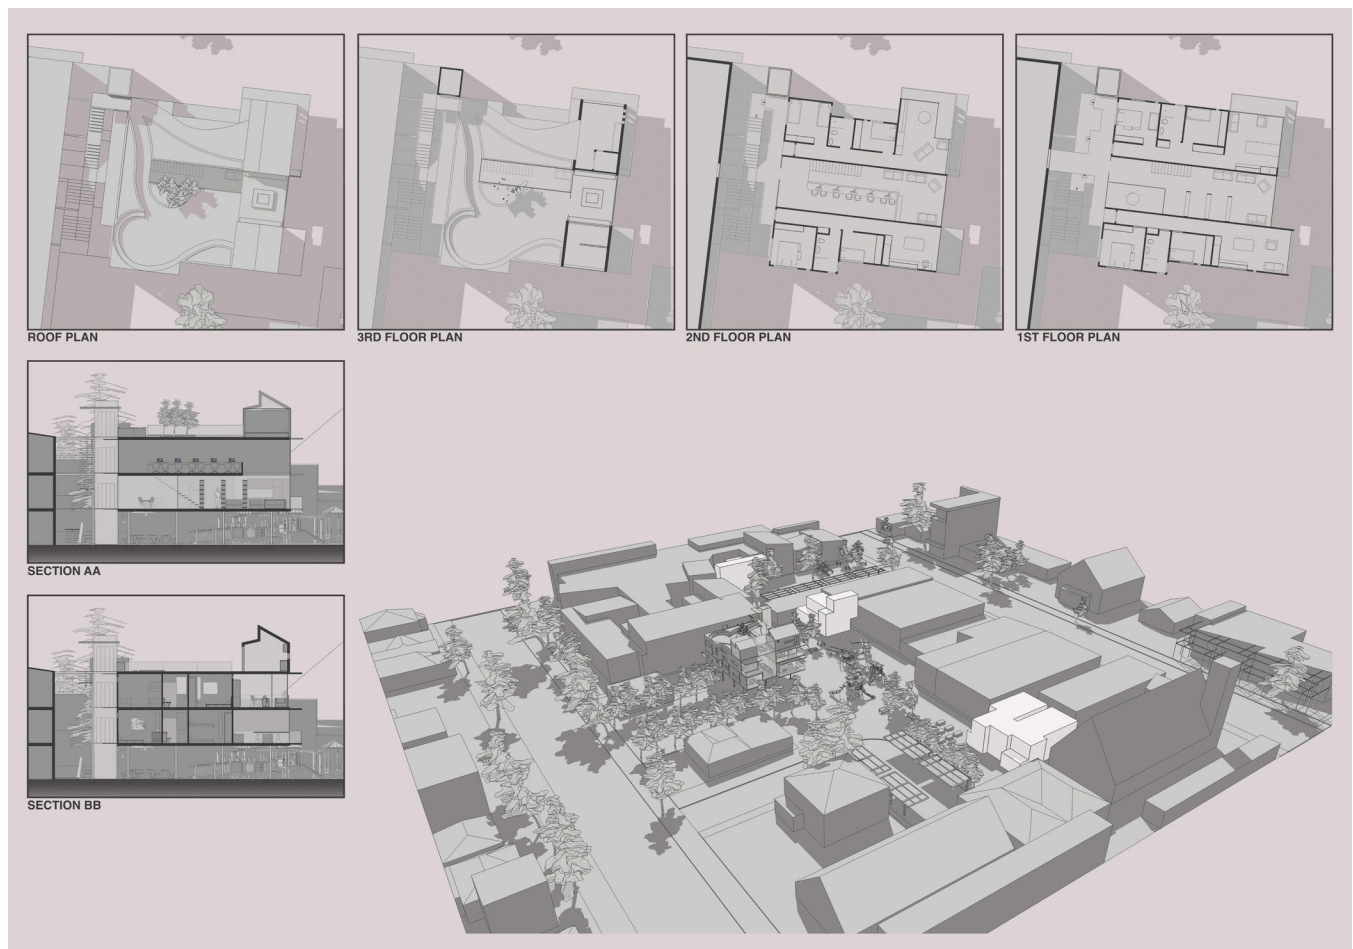 ROOF PLAN
3RD FLOOR PLAN
2ND FLOOR PLAN
1ST FLOOR PLAN
SECTION AA
SECTION BB